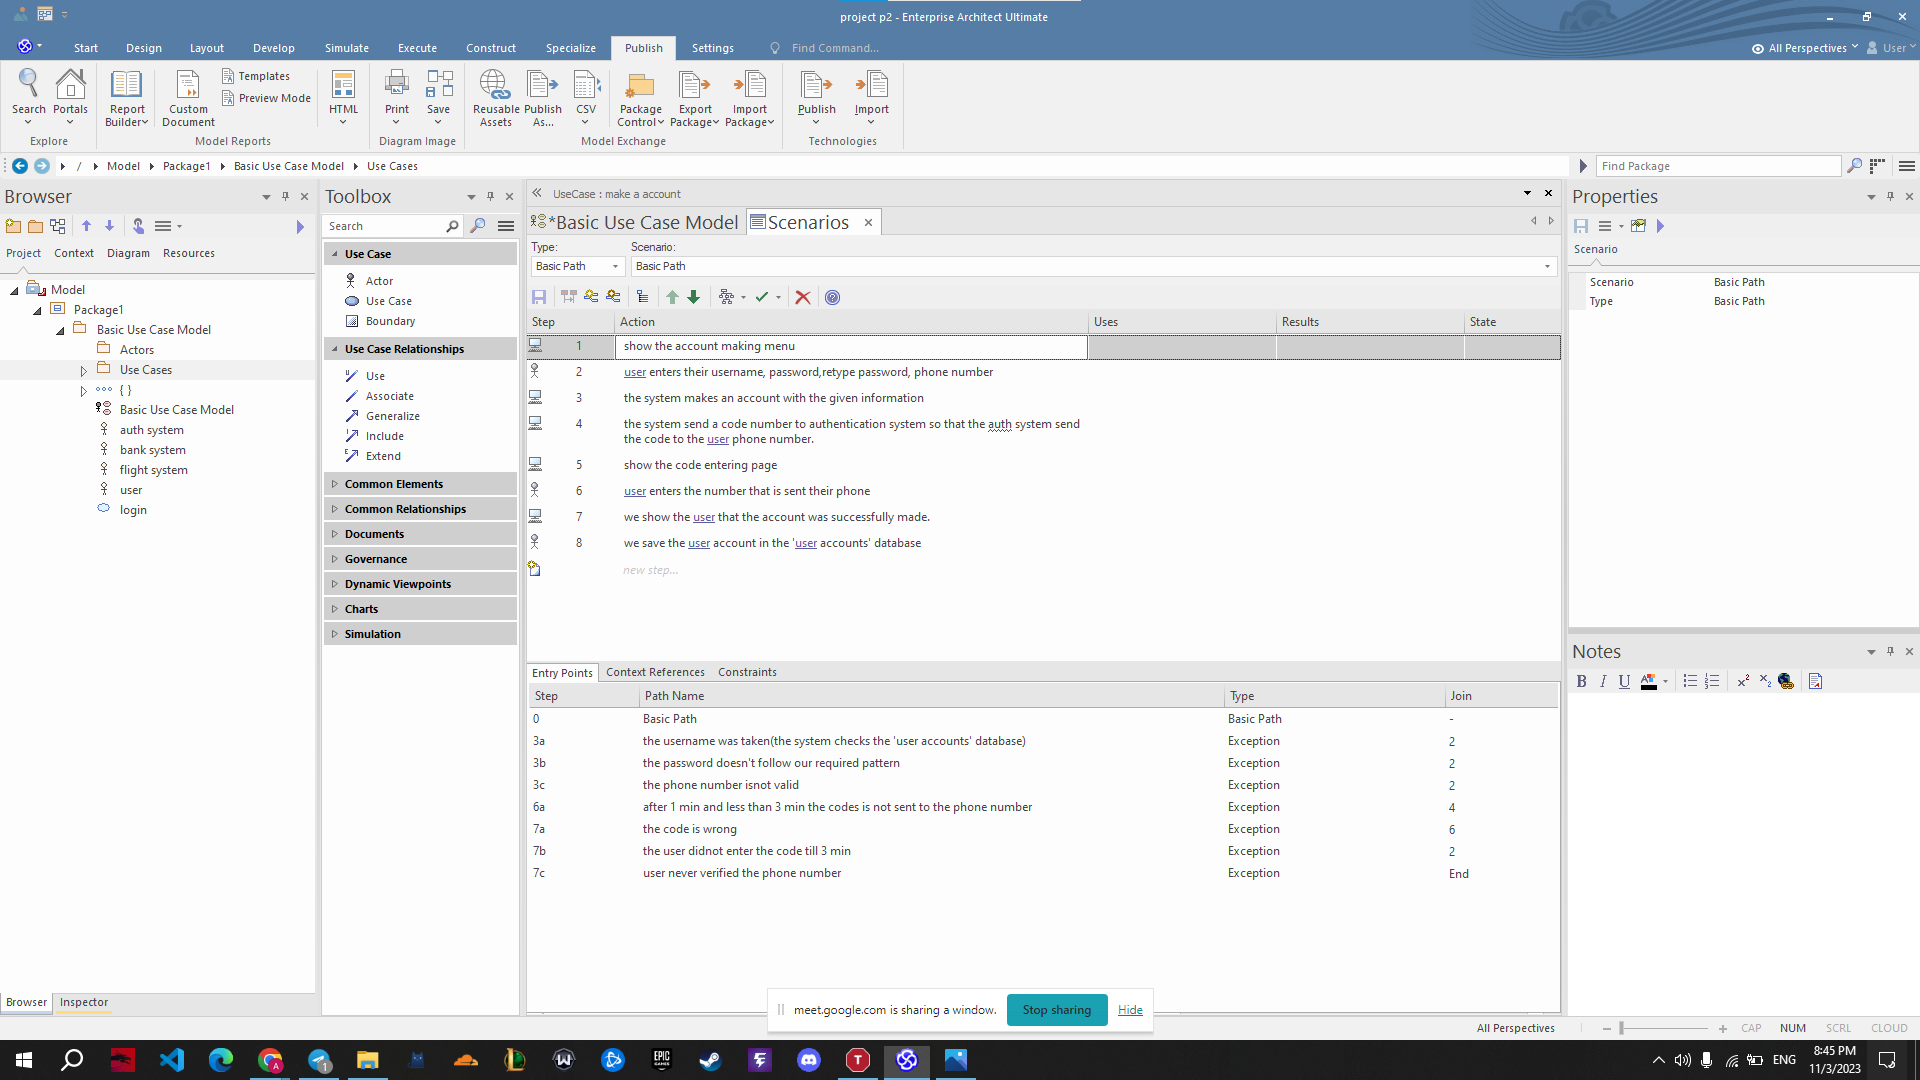 project p2 - Enterprise Architect Ultimate
Start Design Layout Develop Simulate Execute Construct Specialize Publish Settings Find Command... All Perspectives User
Search Portals Report Builder Custom Document Templates Preview Mode HTML Print Save Reusable Assets Publish As... CSV Package Control Export Package Import Package Publish Import
Explore Model Reports Diagram Image Model Exchange Technologies
/ Model Package1 Basic Use Case Model Use Cases Find Package
Browser
Project Context Diagram Resources
Model
Package1
Basic Use Case Model
Actors
Use Cases
{ }
Basic Use Case Model
auth system
bank system
flight system
user
login
Browser Inspector
Toolbox
Search
Use Case
Actor
Use Case
Boundary
Use Case Relationships
Use
Associate
Generalize
Include
Extend
Common Elements
Common Relationships
Documents
Governance
Dynamic Viewpoints
Charts
Simulation
UseCase : make a account
*Basic Use Case Model Scenarios
Type: Scenario:
Basic Path Basic Path
Step Action Uses Results State
1 show the account making menu
2 user enters their username, password,retype password, phone number
3 the system makes an account with the given information
4 the system send a code number to authentication system so that the auth system send
the code to the user phone number.
5 show the code entering page
6 user enters the number that is sent their phone
7 we show the user that the account was successfully made.
8 we save the user account in the 'user accounts' database
new step...
Entry Points Context References Constraints
Step Path Name Type Join
0 Basic Path Basic Path -
3a the username was taken(the system checks the 'user accounts' database) Exception 2
3b the password doesn't follow our required pattern Exception 2
3c the phone number isnot valid Exception 2
6a after 1 min and less than 3 min the codes is not sent to the phone number Exception 4
7a the code is wrong Exception 6
7b the user didnot enter the code till 3 min Exception 2
7c user never verified the phone number Exception End
Properties
Scenario
Scenario Basic Path
Type Basic Path
Notes
B I U
meet.google.com is sharing a window. Stop sharing Hide
All Perspectives CAP NUM SCRL CLOUD
ENG
8:45 PM
11/3/2023